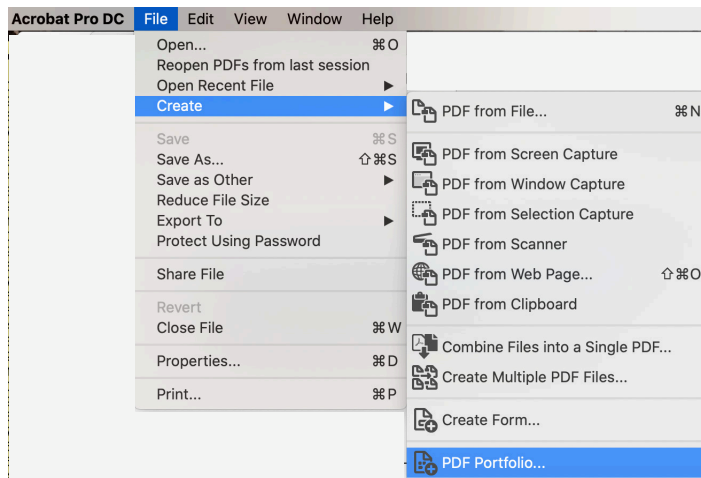 Acrobat Pro DC File Edit View Window Help
Open... ⌘O
Reopen PDFs from last session
Open Recent File ▶
Create ▶
Save ⌘S
Save As... ⇧⌘S
Save as Other ▶
Reduce File Size
Export To ▶
Protect Using Password
Share File
Revert
Close File ⌘W
Properties... ⌘D
Print... ⌘P
PDF from File... ⌘N
PDF from Screen Capture
PDF from Window Capture
PDF from Selection Capture
PDF from Scanner
PDF from Web Page... ⇧⌘O
PDF from Clipboard
Combine Files into a Single PDF...
Create Multiple PDF Files...
Create Form...
PDF Portfolio...